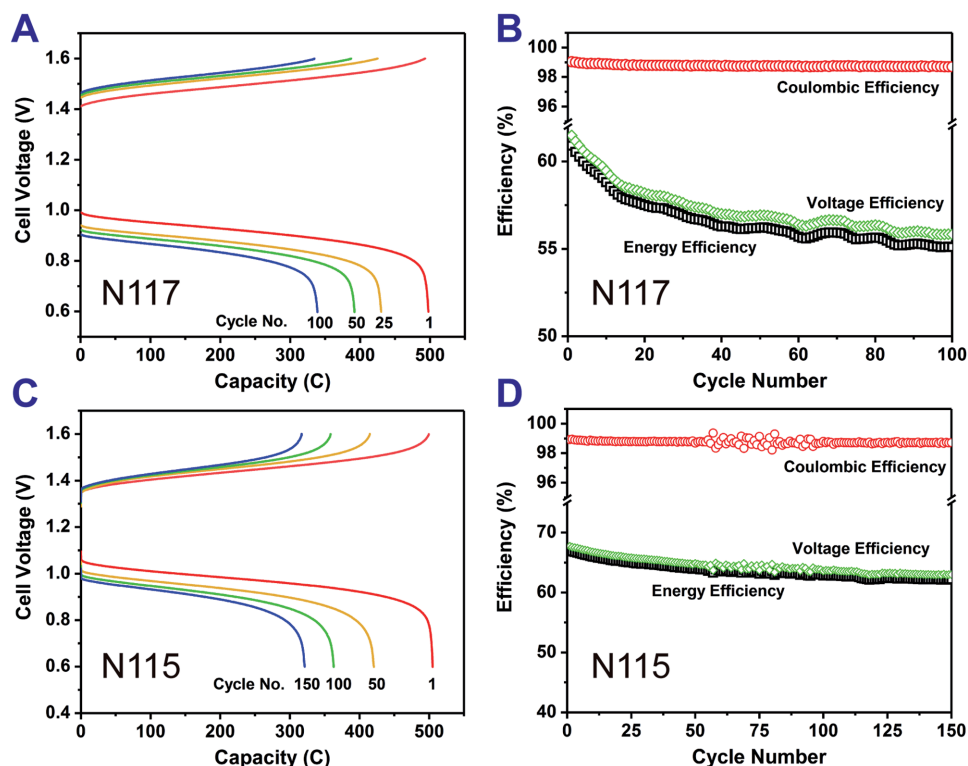 A
Cell Voltage (V)
1.6
1.4
1.2
1.0
0.8
0.6
N117
Cycle No. 100 50 25 1
0 100 200 300 400 500
Capacity (C)
B
Efficiency (%)
100
98
96
60
55
50
Coulombic Efficiency
Voltage Efficiency
Energy Efficiency
N117
0 20 40 60 80 100
Cycle Number
C
Cell Voltage (V)
1.6
1.4
1.2
1.0
0.8
0.6
0.4
N115
Cycle No. 150 100 50 1
0 100 200 300 400 500
Capacity (C)
D
Efficiency (%)
100
98
96
70
65
60
55
50
45
40
Coulombic Efficiency
Voltage Efficiency
Energy Efficiency
N115
0 25 50 75 100 125 150
Cycle Number